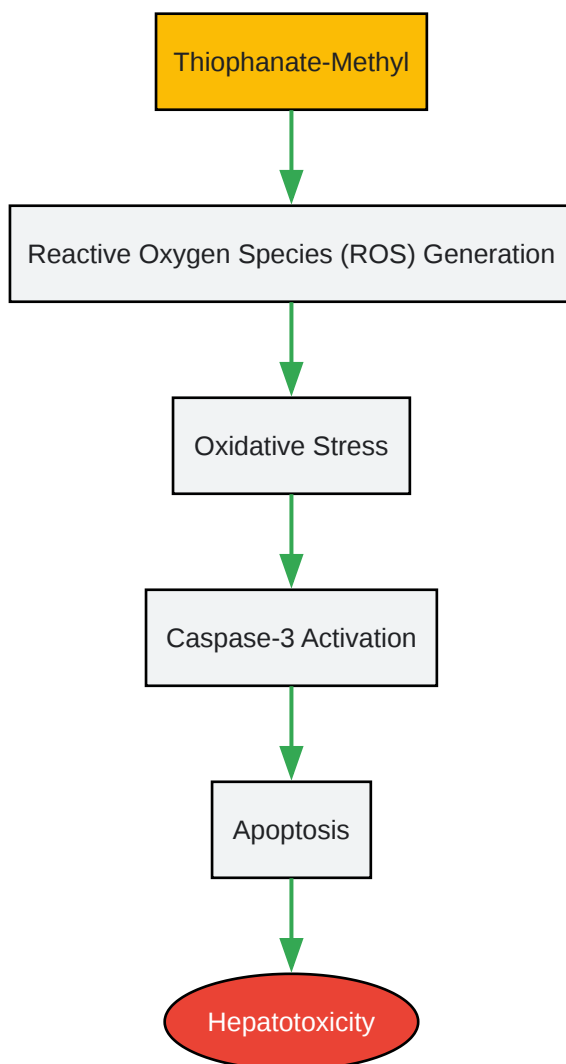 Thiophanate-Methyl
Reactive Oxygen Species (ROS) Generation
Oxidative Stress
Caspase-3 Activation
Apoptosis
Hepatotoxicity